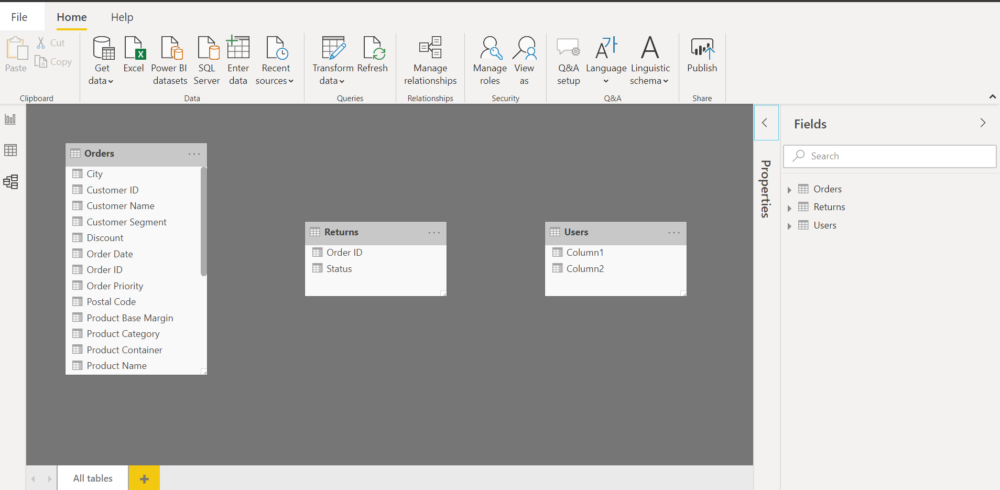 File
Home
Help
Paste
Cut
Copy
Clipboard
Get
data
Excel
Power BI
datasets
SQL
Server
Enter
data
Recent
sources
Data
Transform
data
Refresh
Queries
Manage
relationships
Relationships
Manage
roles
View
as
Security
Q&A
setup
Language
Linguistic
schema
Q&A
Publish
Share
Orders
City
Customer ID
Customer Name
Customer Segment
Discount
Order Date
Order ID
Order Priority
Postal Code
Product Base Margin
Product Category
Product Container
Product Name
Returns
Order ID
Status
Users
Column1
Column2
Properties
Fields
Search
Orders
Returns
Users
All tables